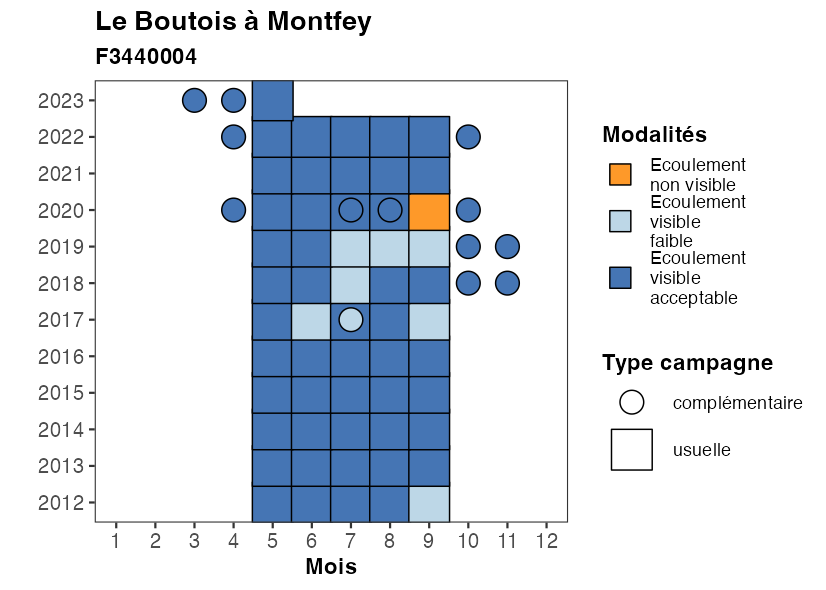 Le Boutois à Montfey
F3440004
2023
2022
2021
2020
2019
2018
2017
2016
2015
2014
2013
2012
1 2 3 4 5 6 7 8 9 10 11 12
Mois
Modalités
Ecoulement
non visible
Ecoulement
visible
faible
Ecoulement
visible
acceptable
Type campagne
complémentaire
usuelle